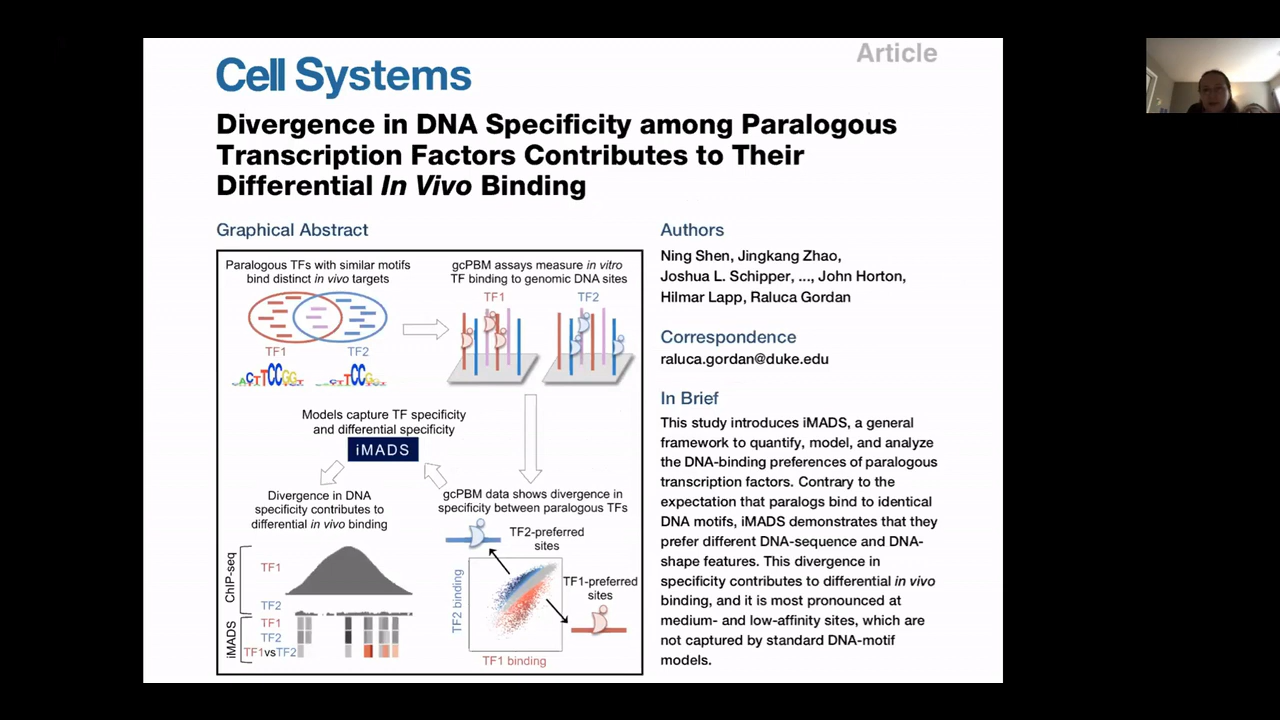 Article
Cell Systems
Divergence in DNA Specificity among Paralogous
Transcription Factors Contributes to Their
Differential In Vivo Binding
Graphical Abstract
Paralogous TFs with similar motifs
bind distinct in vivo targets
TF1
TF2
gcPBM assays measure in vitro
TF binding to genomic DNA sites
TF1
TF2
Models capture TF specificity
and differential specificity
iMADS
Divergence in DNA
specificity contributes to
differential in vivo binding
gcPBM data shows divergence in
specificity between paralogous TFs
TF2-preferred
sites
TF1-preferred
sites
TF2 binding
TF1 binding
ChIP-seq
TF1
TF2
iMADS
TF1
TF2
TF1vsTF2
Authors
Ning Shen, Jingkang Zhao,
Joshua L. Schipper, ..., John Horton,
Hilmar Lapp, Raluca Gordan
Correspondence
raluca.gordan@duke.edu
In Brief
This study introduces iMADS, a general
framework to quantify, model, and analyze
the DNA-binding preferences of paralogous
transcription factors. Contrary to the
expectation that paralogs bind to identical
DNA motifs, iMADS demonstrates that they
prefer different DNA-sequence and DNA-
shape features. This divergence in
specificity contributes to differential in vivo
binding, and it is most pronounced at
medium- and low-affinity sites, which are
not captured by standard DNA-motif
models.